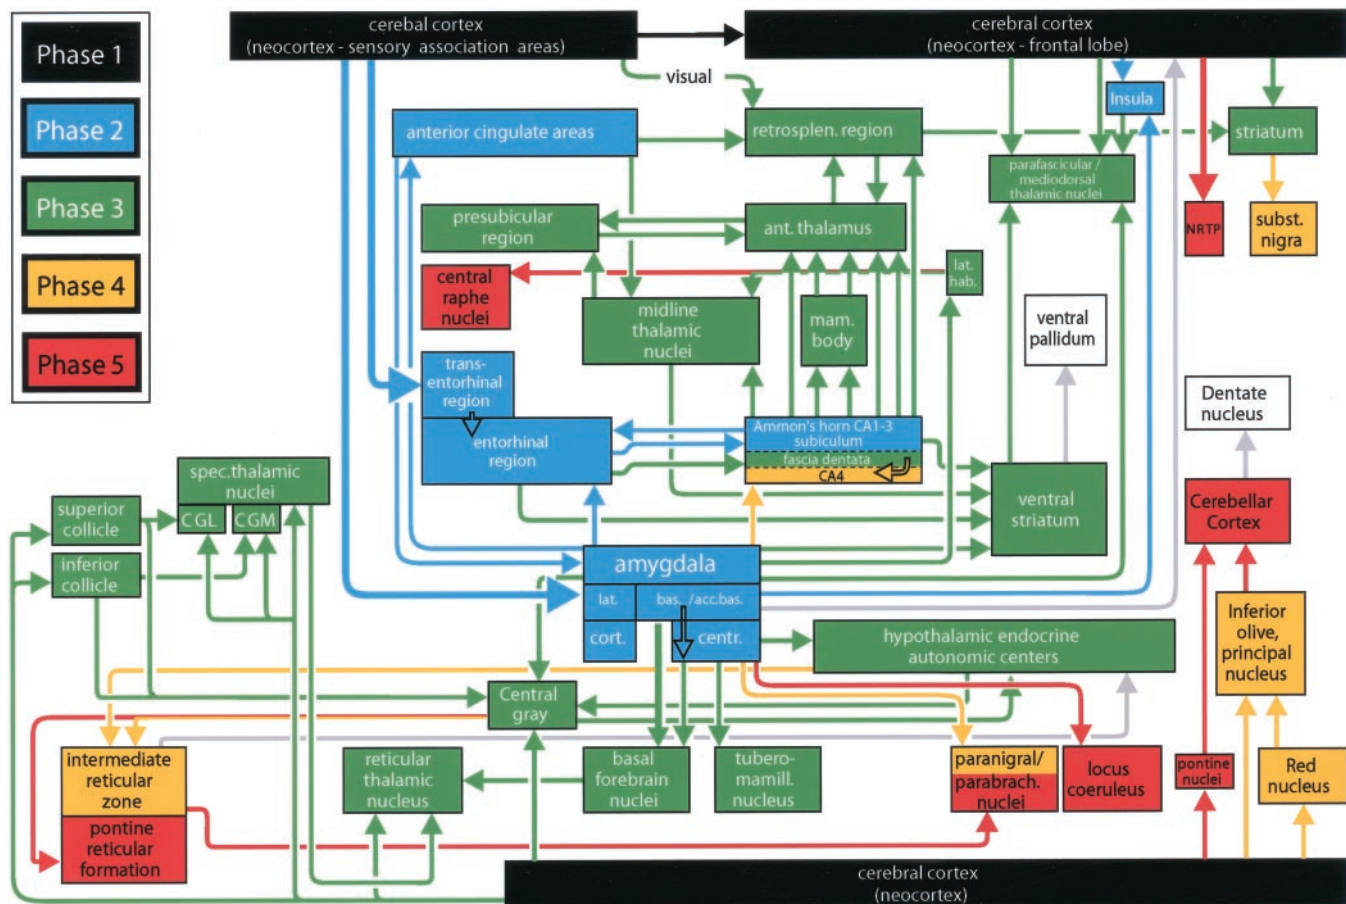 Phase 1
Phase 2
Phase 3
Phase 4
Phase 5
cerebal cortex
(neocortex - sensory association areas)
cerebral cortex
(neocortex - frontal lobe)
visual
Insula
anterior cingulate areas
retrosplen. region
striatum
parafascicular /
mediodorsal
thalamic nuclei
presubicular
region
ant. thalamus
NRTP
subst.
nigra
central
raphe
nuclei
lat.
hab.
midline
thalamic
nuclei
mam.
body
ventral
pallidum
trans-
entorhinal
region
entorhinal
region
Dentate
nucleus
Ammon's horn CA1-3
subiculum
fascia dentata
CA4
spec.thalamic
nuclei
CGL
CGM
superior
collicle
inferior
collicle
ventral
striatum
Cerebellar
Cortex
amygdala
lat.
bas. /acc.bas.
cort.
centr.
hypothalamic endocrine
autonomic centers
Inferior
olive,
principal
nucleus
Central
gray
intermediate
reticular
zone
pontine
reticular
formation
reticular
thalamic
nucleus
basal
forebrain
nuclei
tubero-
mamill.
nucleus
paranigral/
parabrach.
nuclei
locus
coeruleus
pontine
nuclei
Red
nucleus
cerebral cortex
(neocortex)